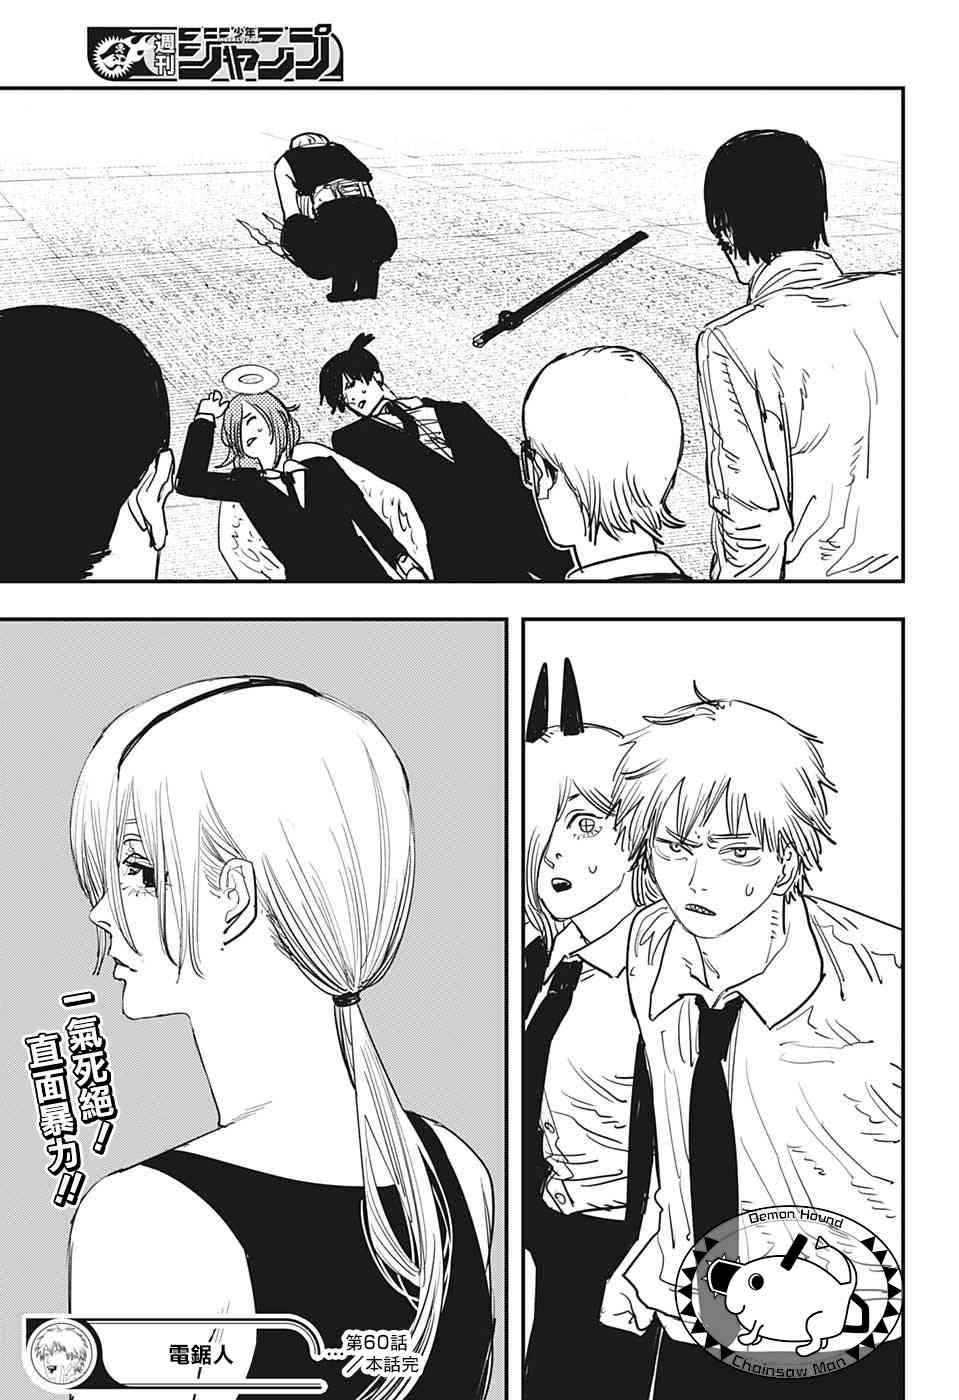 週刊
少年
ジャンプ
一氣死絕！
直面暴力!!
電鋸人
第60話
本話完
Demon Hound
Chainsaw Man